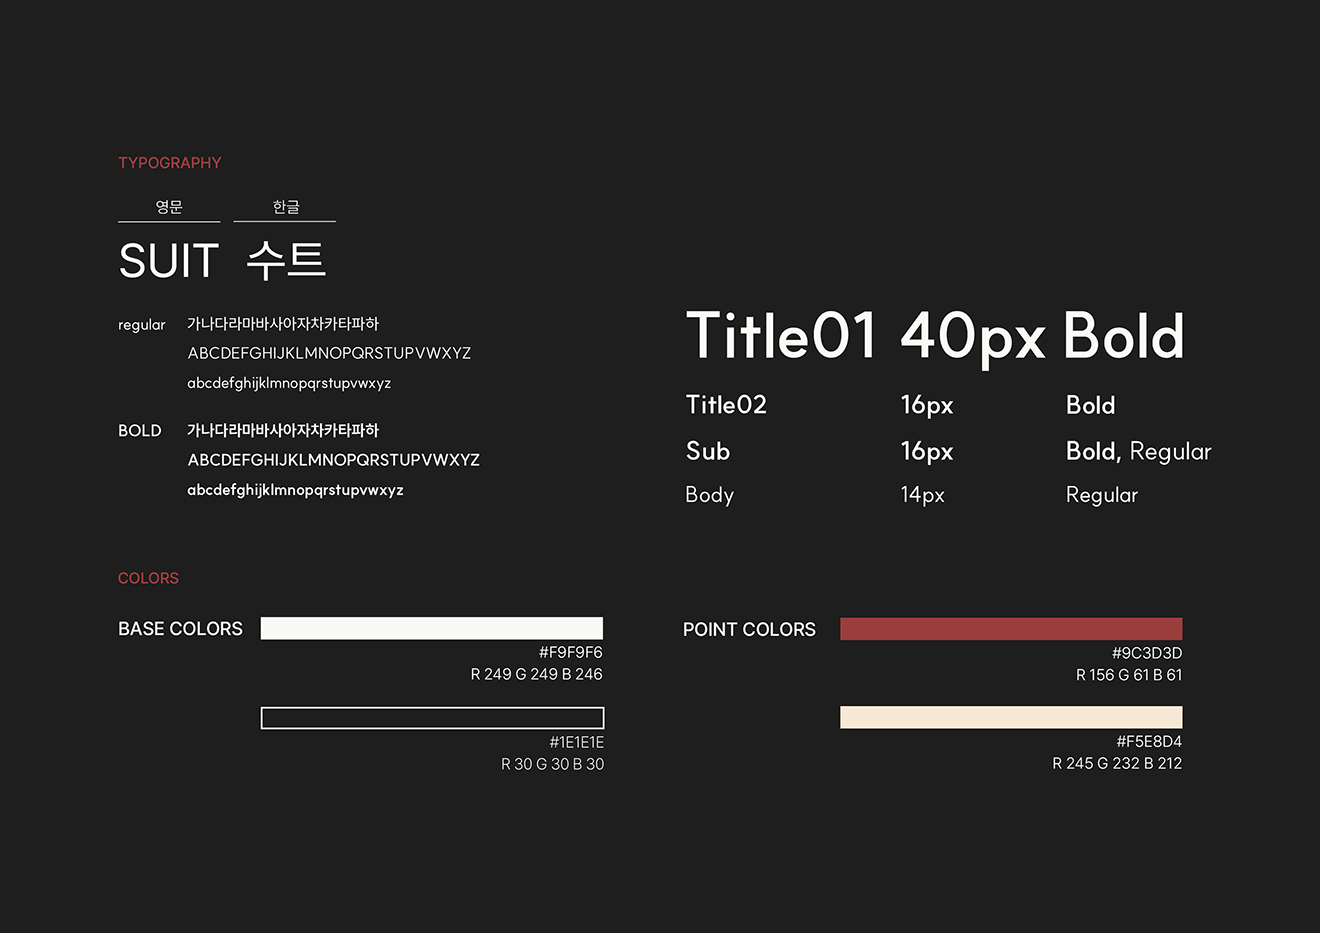 TYPOGRAPHY
영문 한글
SUIT 수트
regular 가나다라마바사아자차카타파하
ABCDEFGHIJKLMNOPQRSTUPVWXYZ
abcdefghijklmnopqrstupvwxyz
BOLD 가나다라마바사아자차카타파하
ABCDEFGHIJKLMNOPQRSTUPVWXYZ
abcdefghijklmnopqrstupvwxyz
Title01 40px Bold
Title02 16px Bold
Sub 16px Bold, Regular
Body 14px Regular
COLORS
BASE COLORS
#F9F9F6
R 249 G 249 B 246
#1E1E1E
R 30 G 30 B 30
POINT COLORS
#9C3D3D
R 156 G 61 B 61
#F5E8D4
R 245 G 232 B 212